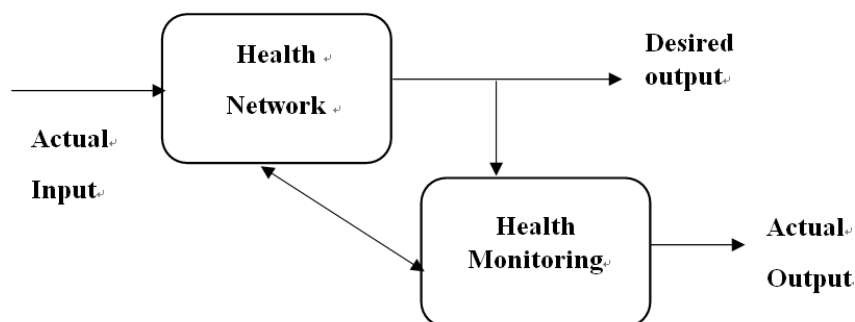 Health
Network
Desired
output
Actual
Input
Health
Monitoring
Actual
Output